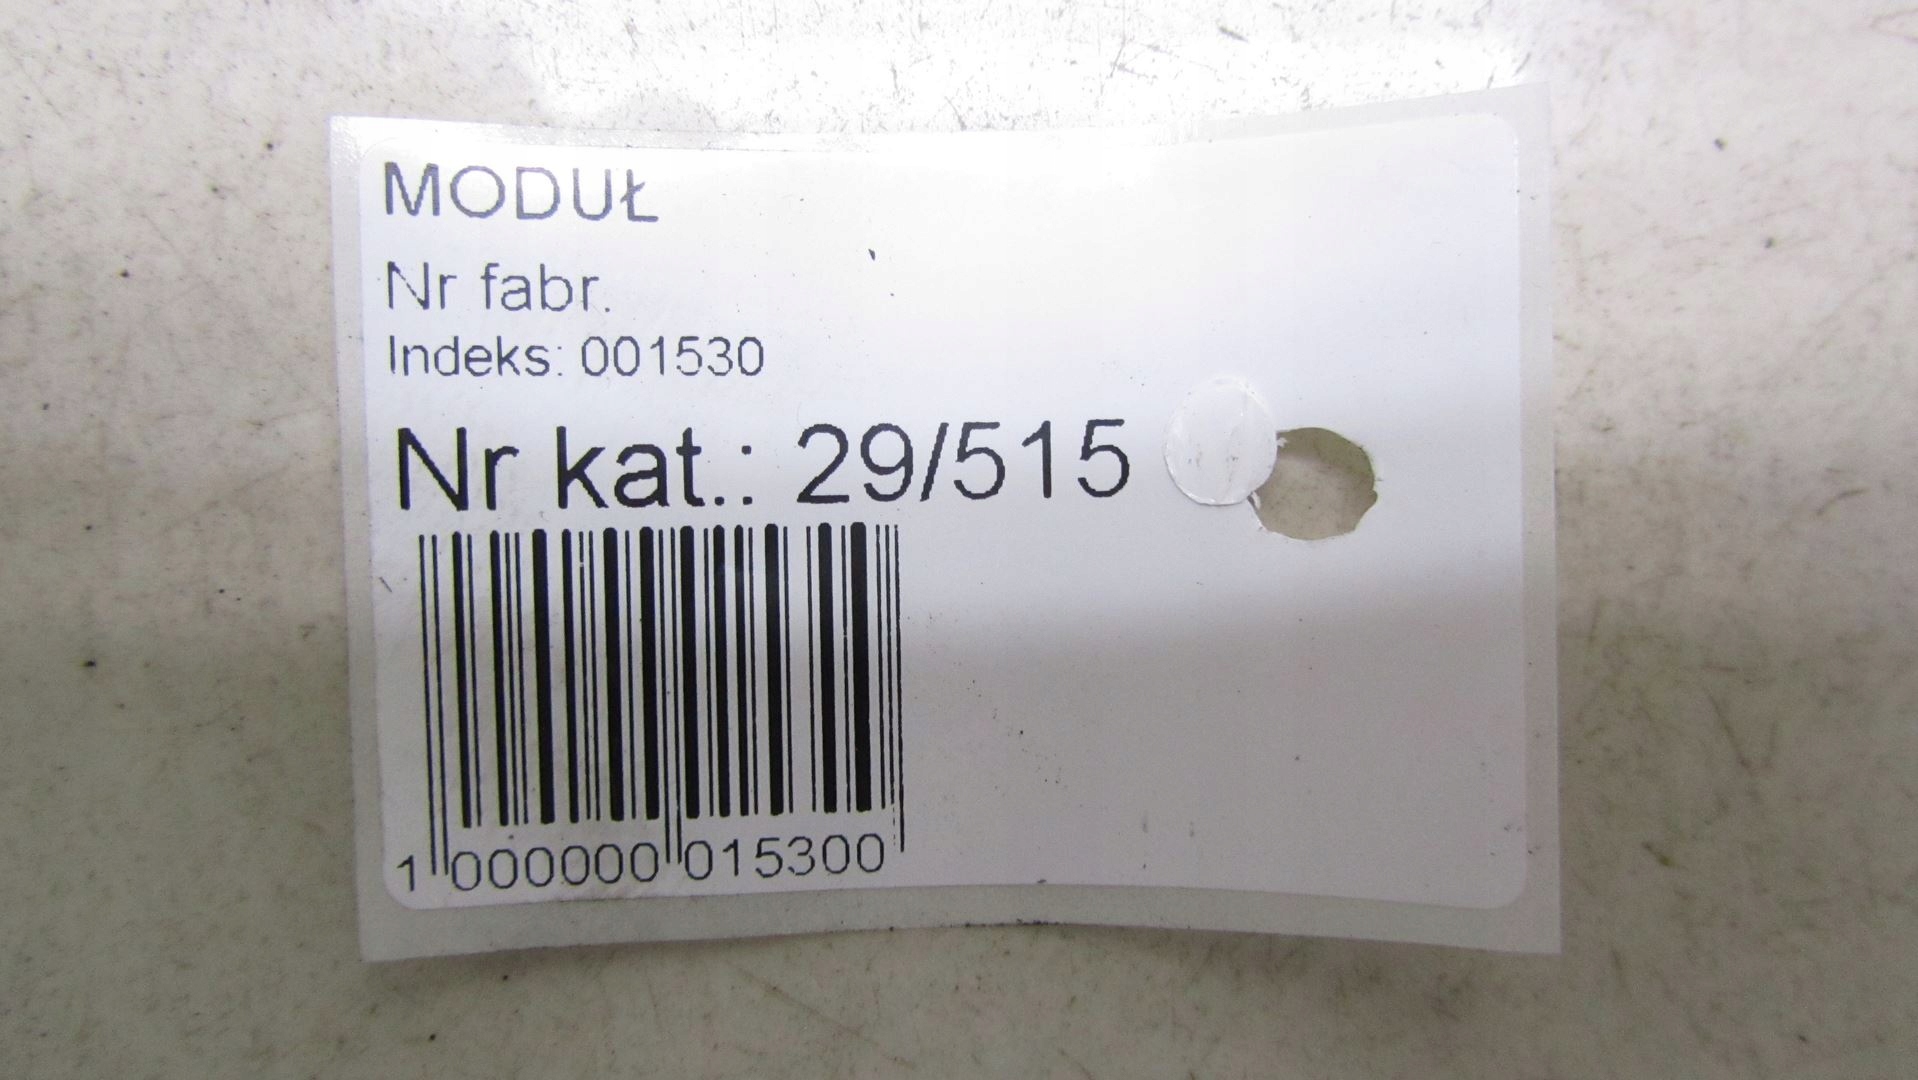 MODUŁ
Nr fabr.
Indeks: 001530
Nr kat.: 29/515
1 000000 015300